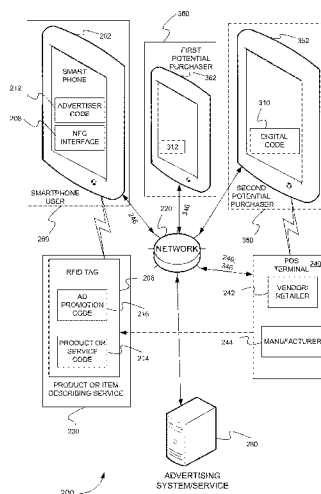 360
262
FIRST
POTENTIAL
PURCHASER
362
352
SMART
PHONE
212
ADVERTISER
CODE
208
NFC
INTERFACE
312
310
DIGITAL
CODE
SMARTPHONE
USER
260
246
346
220
SECOND
POTENTIAL
PURCHASER
350
NETWORK
RFID TAG
206
AD
PROMOTION
CODE
216
PRODUCT OR
SERVICE
CODE
214
PRODUCT OR ITEM
DESCRIBING SERVICE
230
246
346
POS
TERMINAL
240
242
VENDOR/
RETAILER
244
MANUFACTURER
280
ADVERTISING
SYSTEM/SERVICE
200